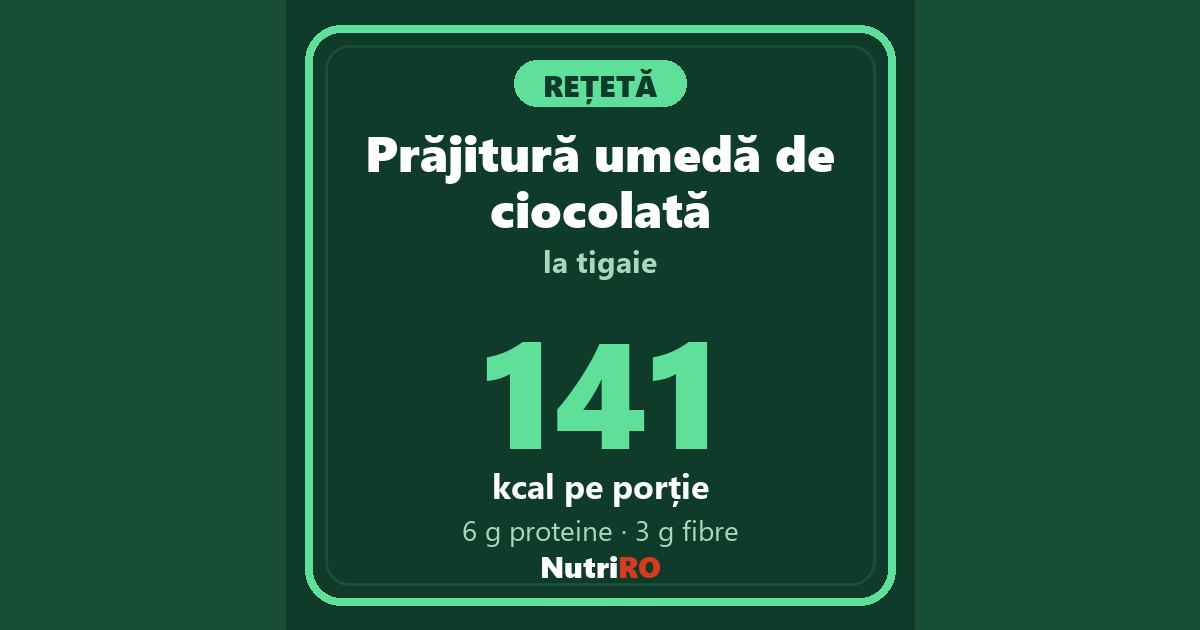 REȚETĂ
Prăjitură umedă de
ciocolată
la tigaie
141
kcal pe porție
6 g proteine · 3 g fibre
NutriRO